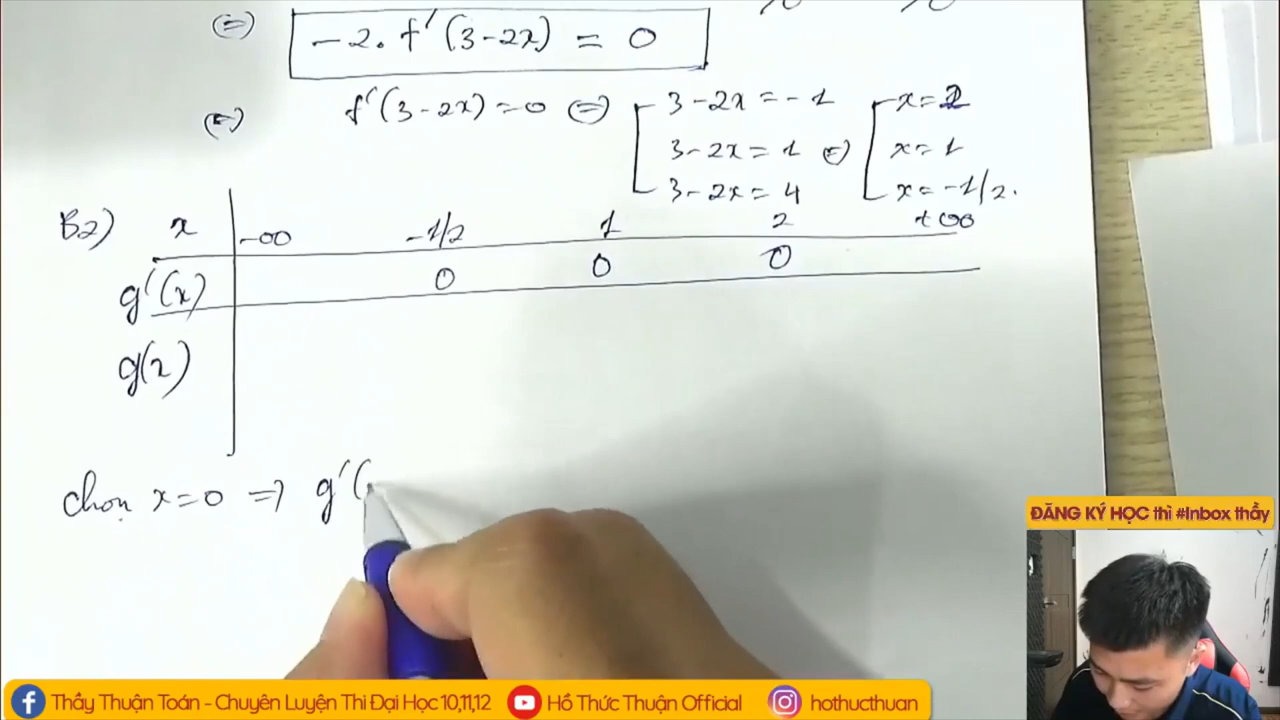 (=) -2. f'(3-2x) = 0
(=) f'(3-2x)=0 (=) 3-2x=-1 x=2
3-2x=1 (=) x=1
3-2x=4 x=-1/2.
B2) x -∞ -1/2 1 2 +∞
g'(x) 0 0 0
g(x)
chọn x=0 => g'(
ĐĂNG KÝ HỌC thì #Inbox thầy
Thầy Thuận Toán - Chuyên Luyện Thi Đại Học 10,11,12 Hồ Thức Thuận Official hothucthuan